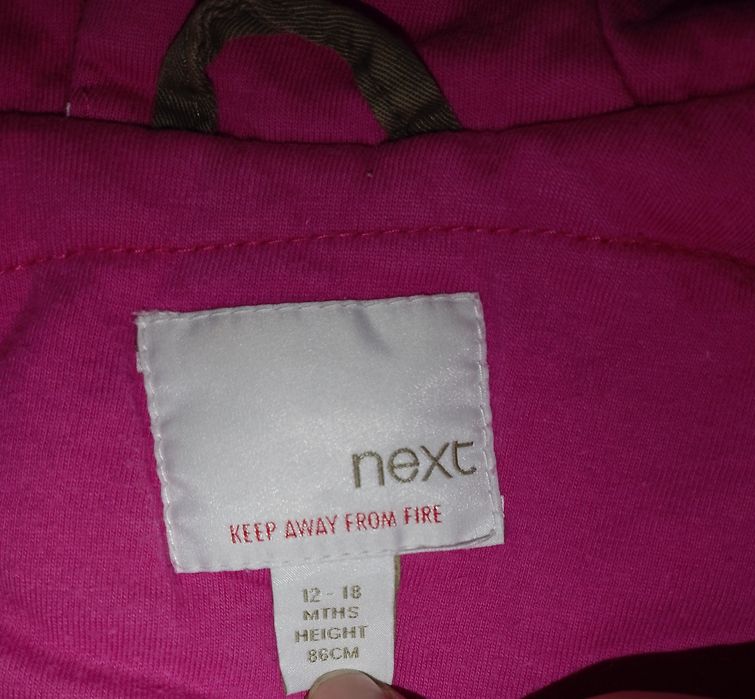 next
KEEP AWAY FROM FIRE
12 - 18
MTHS
HEIGHT
86CM